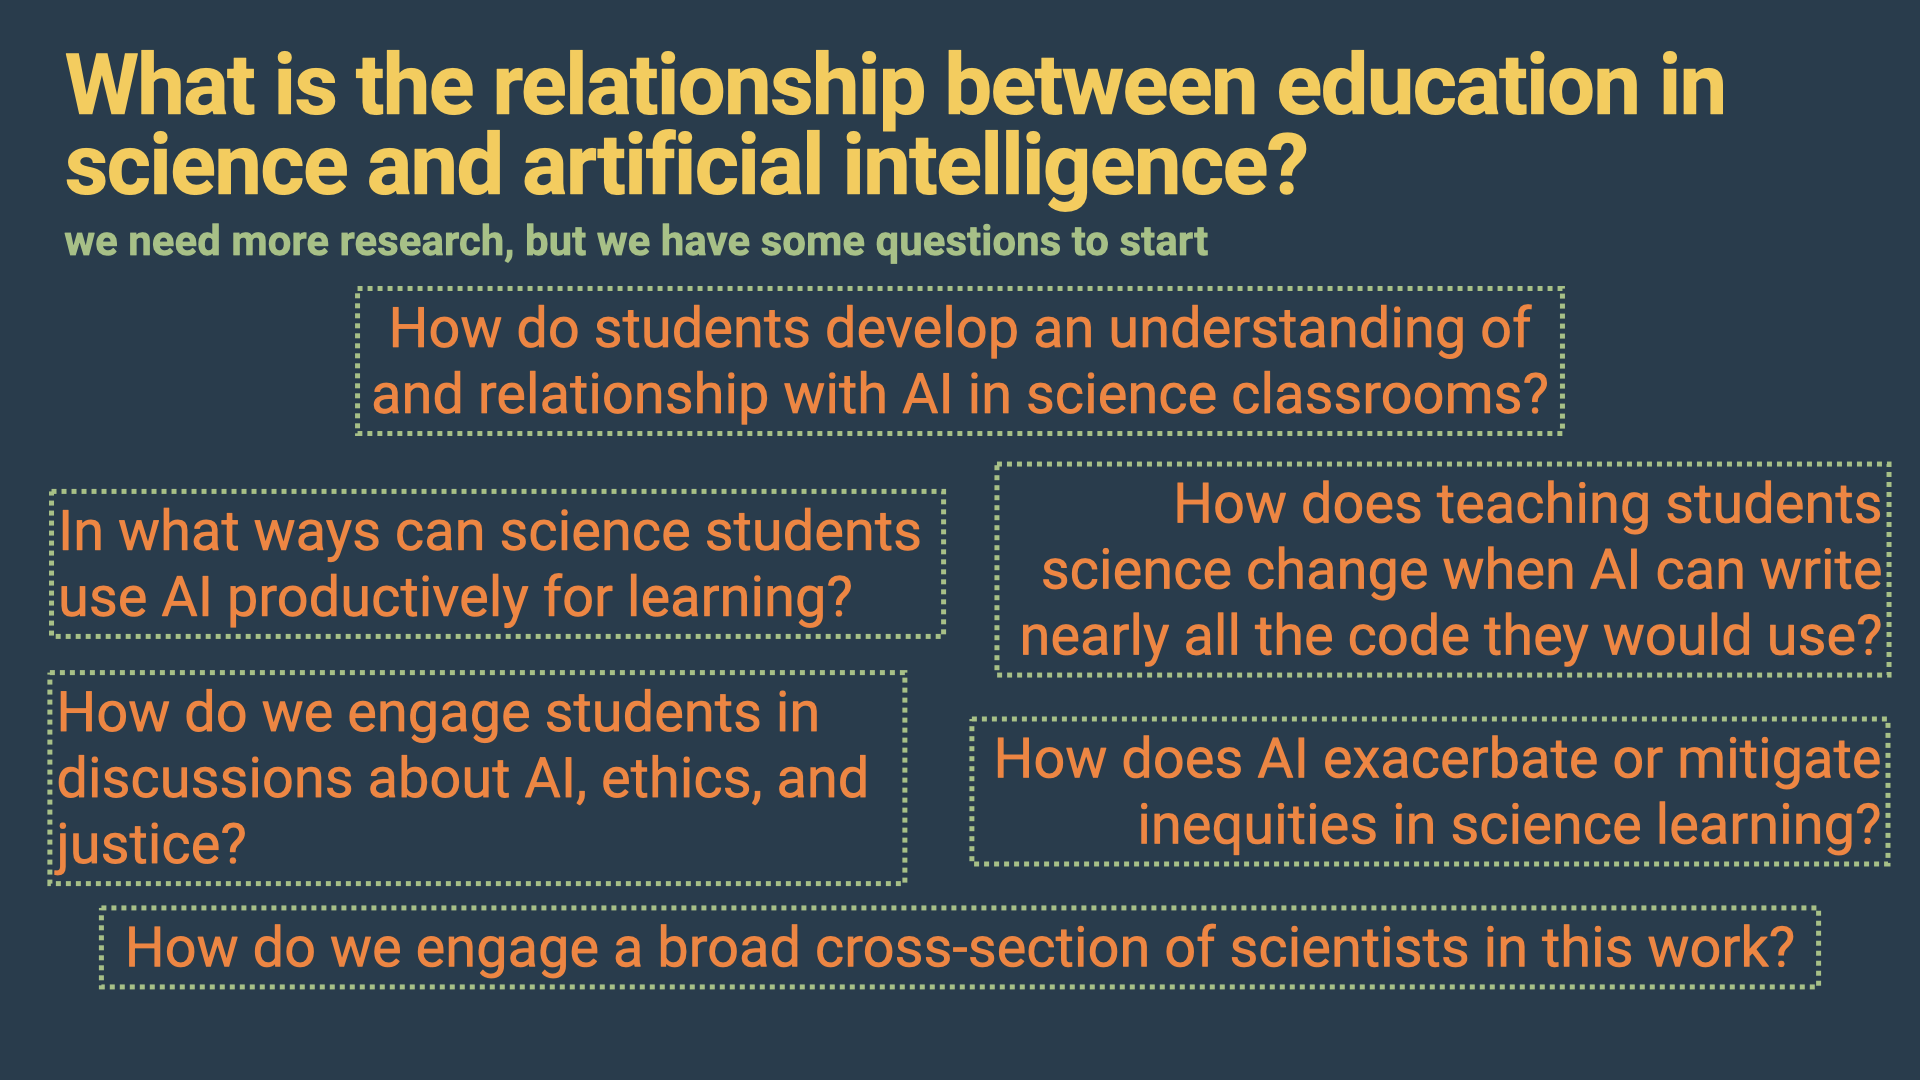 What is the relationship between education in
science and artificial intelligence?
we need more research, but we have some questions to start
How do students develop an understanding of
and relationship with AI in science classrooms?
In what ways can science students
use AI productively for learning?
How does teaching students
science change when AI can write
nearly all the code they would use?
How do we engage students in
discussions about AI, ethics, and
justice?
How does AI exacerbate or mitigate
inequities in science learning?
How do we engage a broad cross-section of scientists in this work?